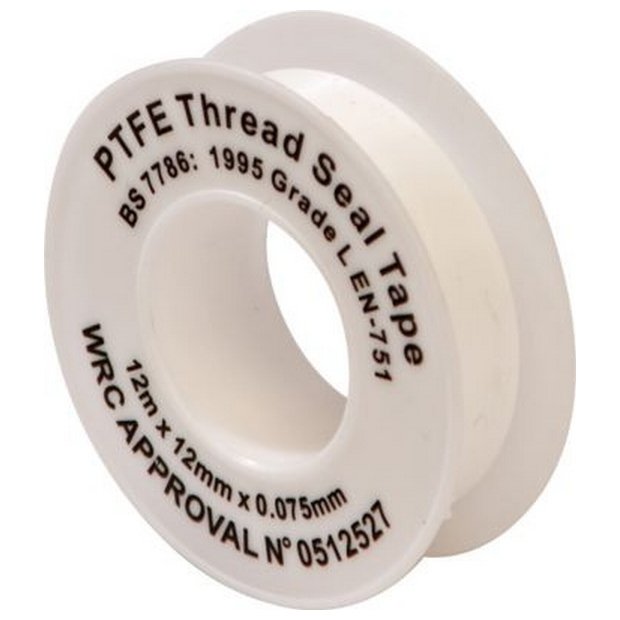 PTFE Thread Seal Tape
BS 7786: 1995 Grade L EN-751
12m x 12mm x 0.075mm
WRC APPROVAL N° 0512527